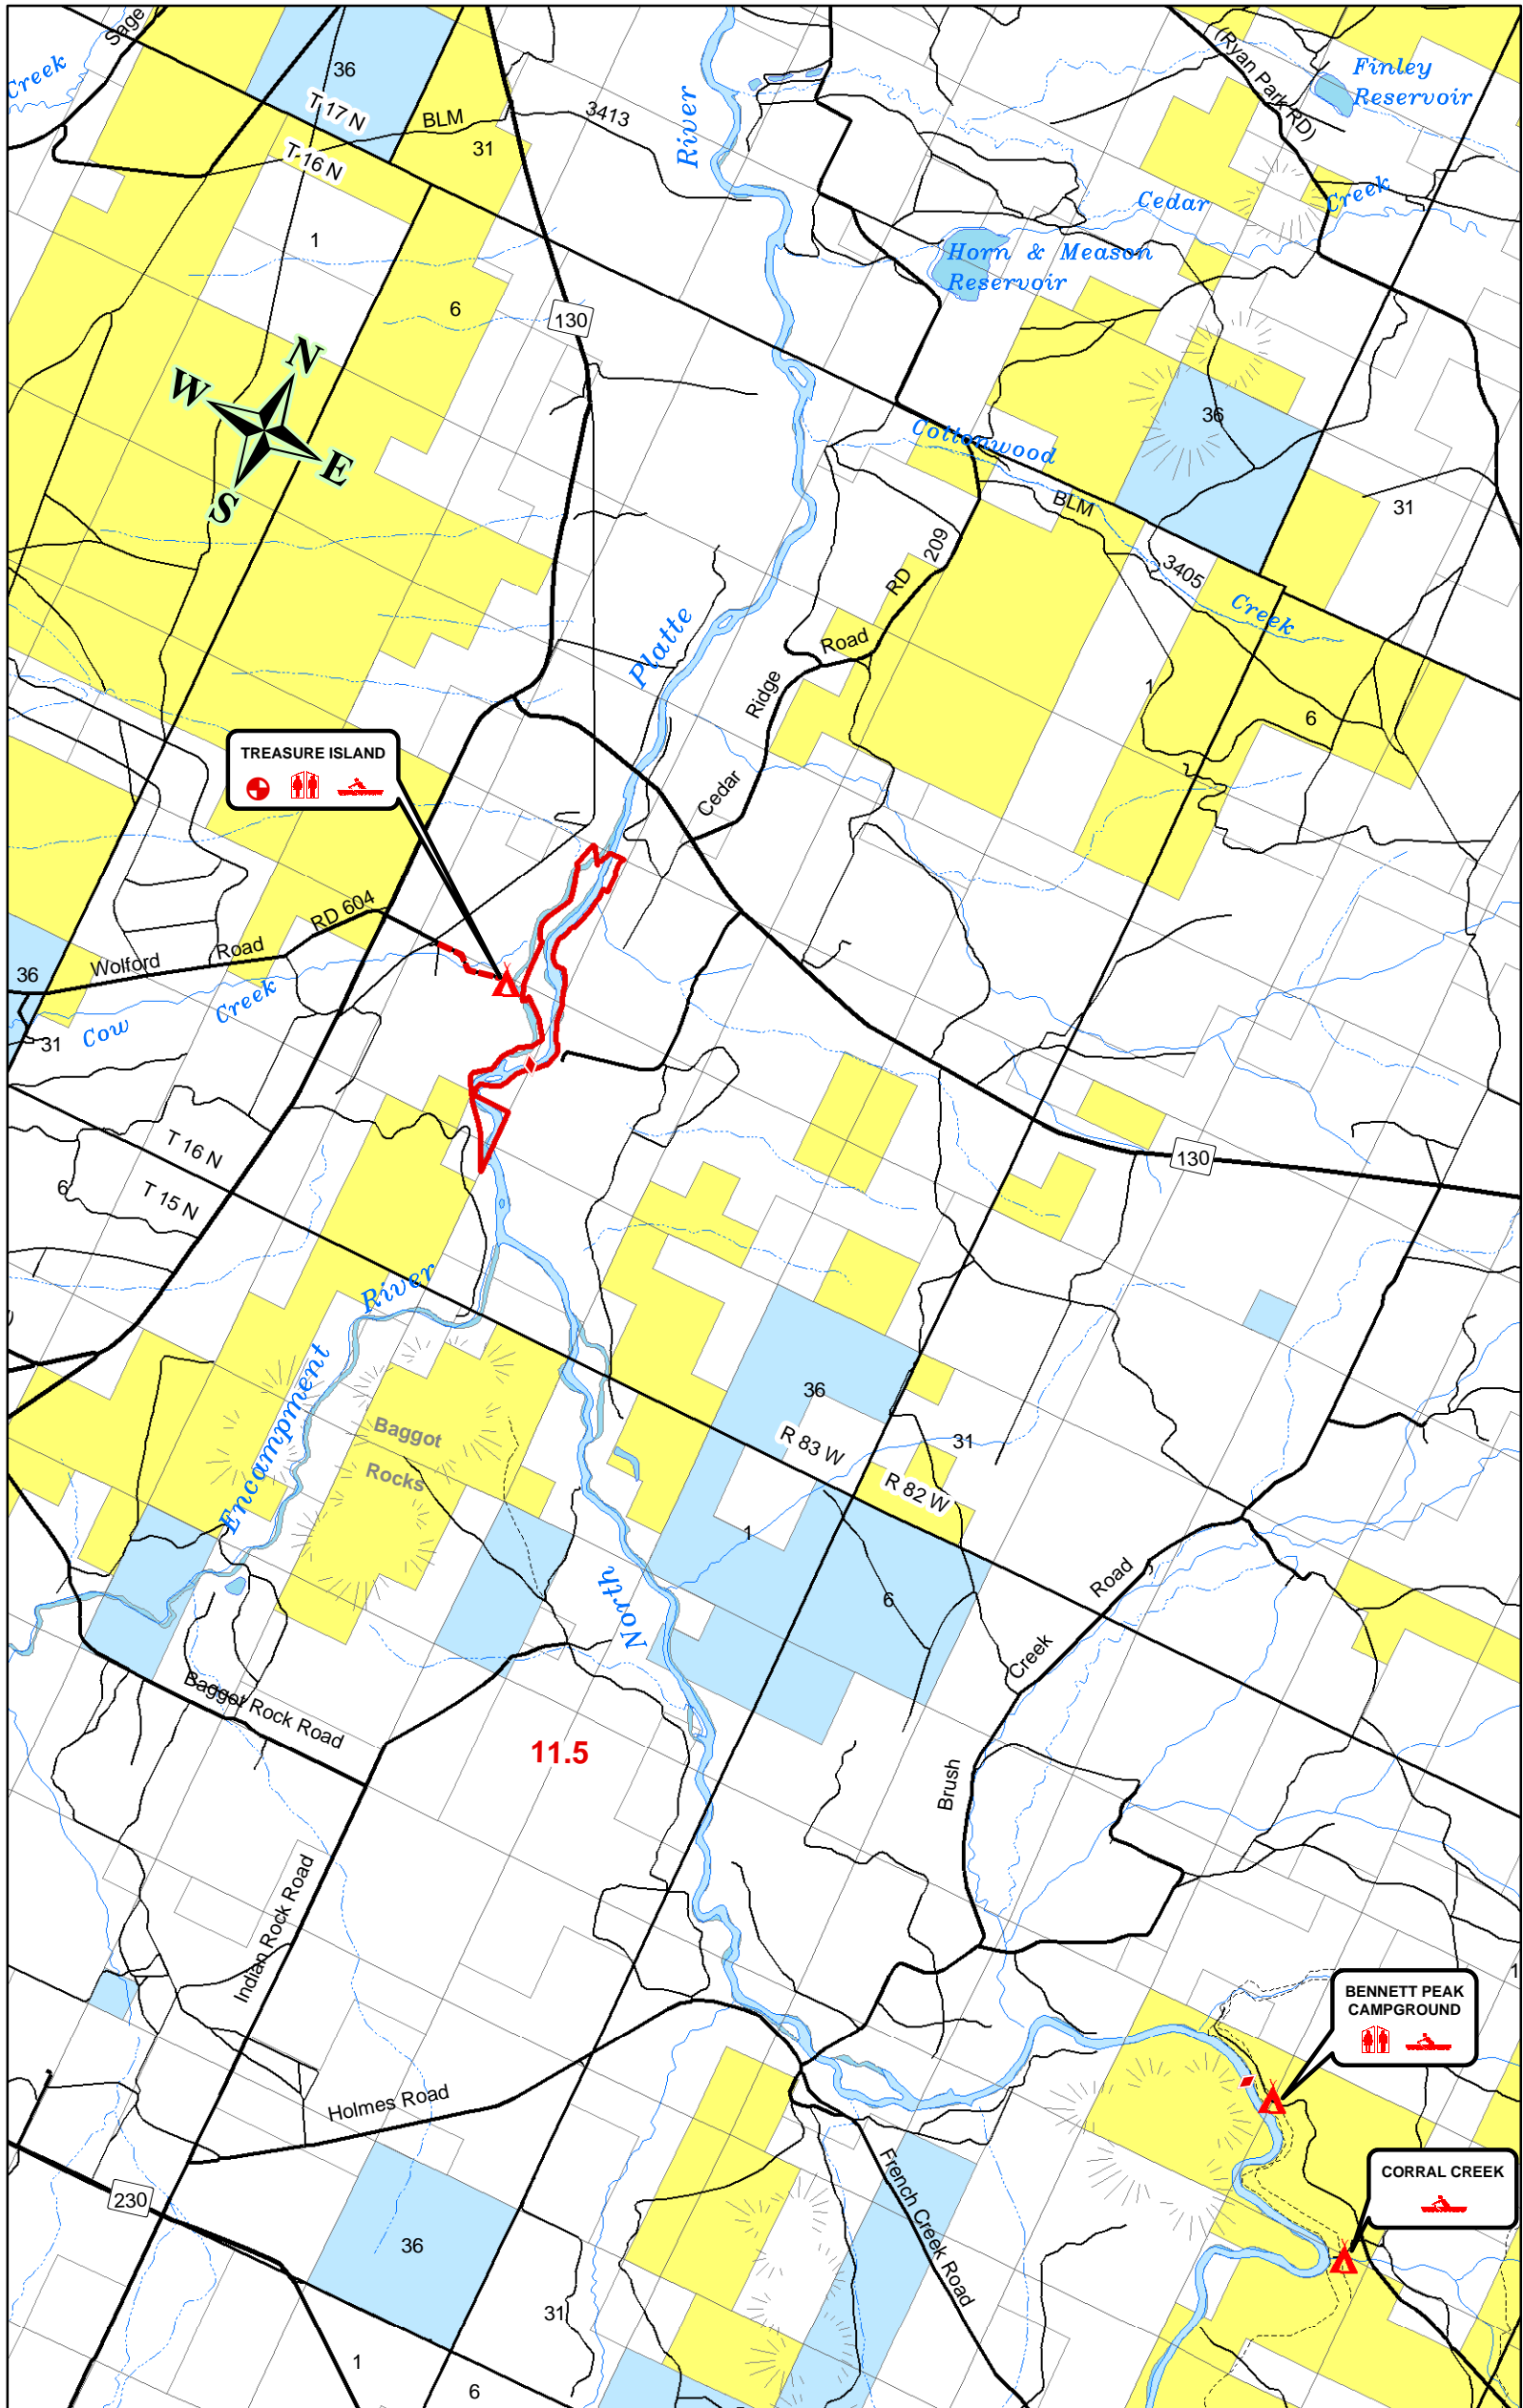 Sage
Creek
36
T 17 N
BLM
3413
31
T 16 N
River
(Ryan Park RD)
Finley
Reservoir
Cedar
Creek
1
Horn & Meason
Reservoir
6
130
N
W
E
S
36
Cottonwood
BLM
31
209
RD
3405
Creek
Platte
Road
Ridge
1
6
TREASURE ISLAND
Cedar
RD 604
Road
Wolford
36
Creek
Cow
31
T 16 N
130
6
T 15 N
River
Encampment
36
Baggot
Rocks
R 83 W
31
R 82 W
1
North
Road
6
Creek
Baggot Rock Road
11.5
Brush
Indian Rock Road
1
BENNETT PEAK
CAMPGROUND
Holmes Road
French Creek Road
CORRAL CREEK
230
36
31
1
6